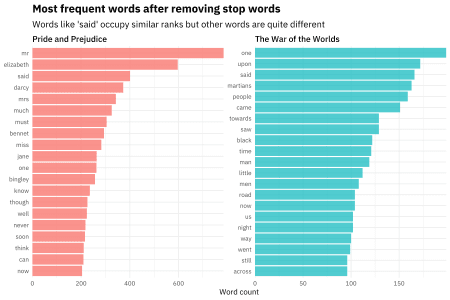 Most frequent words after removing stop words
Words like 'said' occupy similar ranks but other words are quite different
Pride and Prejudice
mr
elizabeth
said
darcy
mrs
much
must
bennet
miss
jane
one
bingley
know
though
well
never
soon
think
can
now
0 200 400 600
The War of the Worlds
one
upon
said
martians
people
came
towards
saw
black
time
man
little
men
road
now
us
night
way
went
still
across
0 50 100 150
Word count